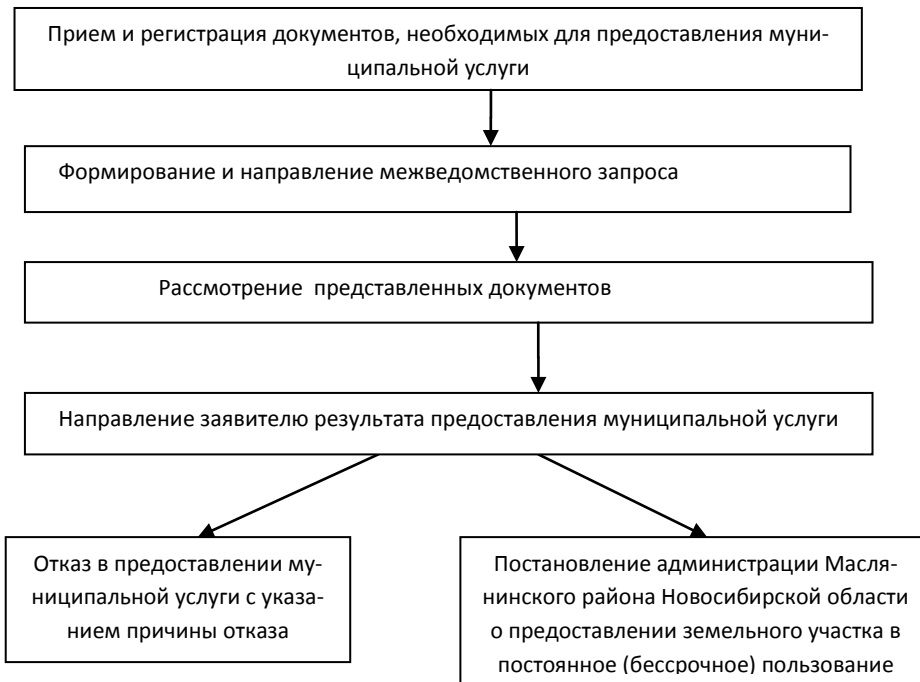 Прием и регистрация документов, необходимых для предоставления муни-
ципальной услуги
Формирование и направление межведомственного запроса
Рассмотрение представленных документов
Направление заявителю результата предоставления муниципальной услуги
Отказ в предоставлении му-
ниципальной услуги с указа-
нием причины отказа
Постановление администрации Масля-
нинского района Новосибирской области
о предоставлении земельного участка в
постоянное (бессрочное) пользование